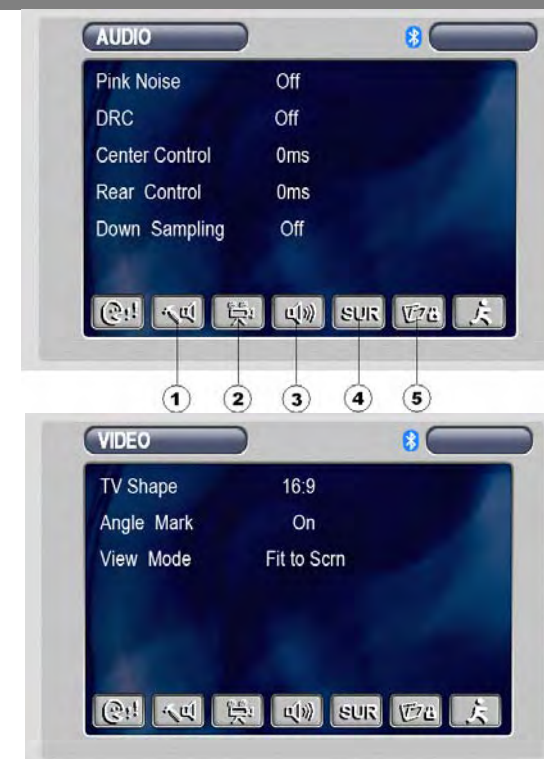 AUDIO
Pink Noise Off
DRC Off
Center Control 0ms
Rear Control 0ms
Down Sampling Off
SUR
1 2 3 4 5
VIDEO
TV Shape 16:9
Angle Mark On
View Mode Fit to Scrn
SUR